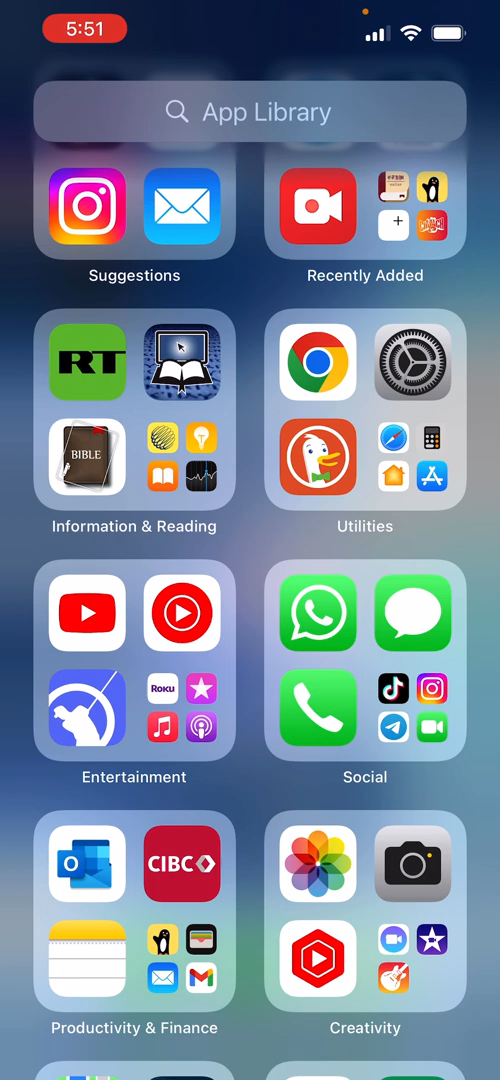 5:51
App Library
Suggestions
Recently Added
RT
BIBLE
Information & Reading
Utilities
Roku
Entertainment
Social
O
CIBC
Productivity & Finance
Creativity